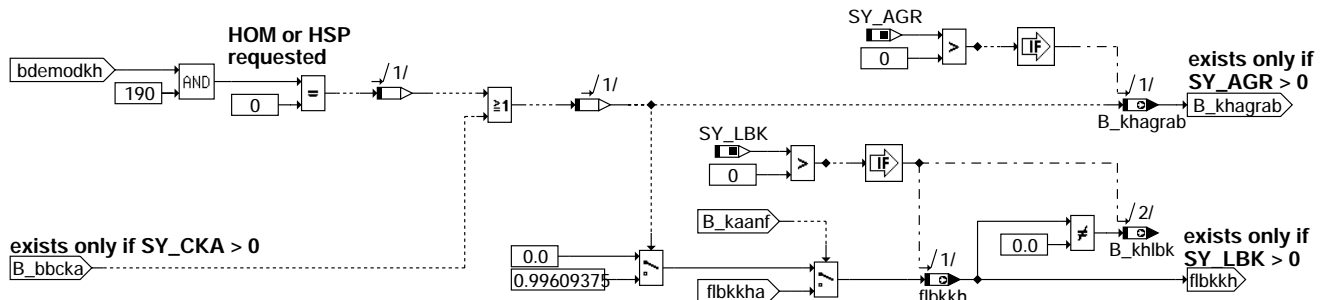 HOM or HSP
requested
bdemodkh
190
AND
0
=
/1/
≥1
/1/
SY_AGR
0
>
IF
/1/
B_khagrab
exists only if
SY_AGR > 0
B_khagrab
SY_LBK
0
>
IF
/2/
B_khlbk
≠
0.0
B_kaanf
exists only if SY_CKA > 0
B_bbcka
0.0
0.99609375
flbkkha
/1/
flbkkh
exists only if
SY_LBK > 0
flbkkh